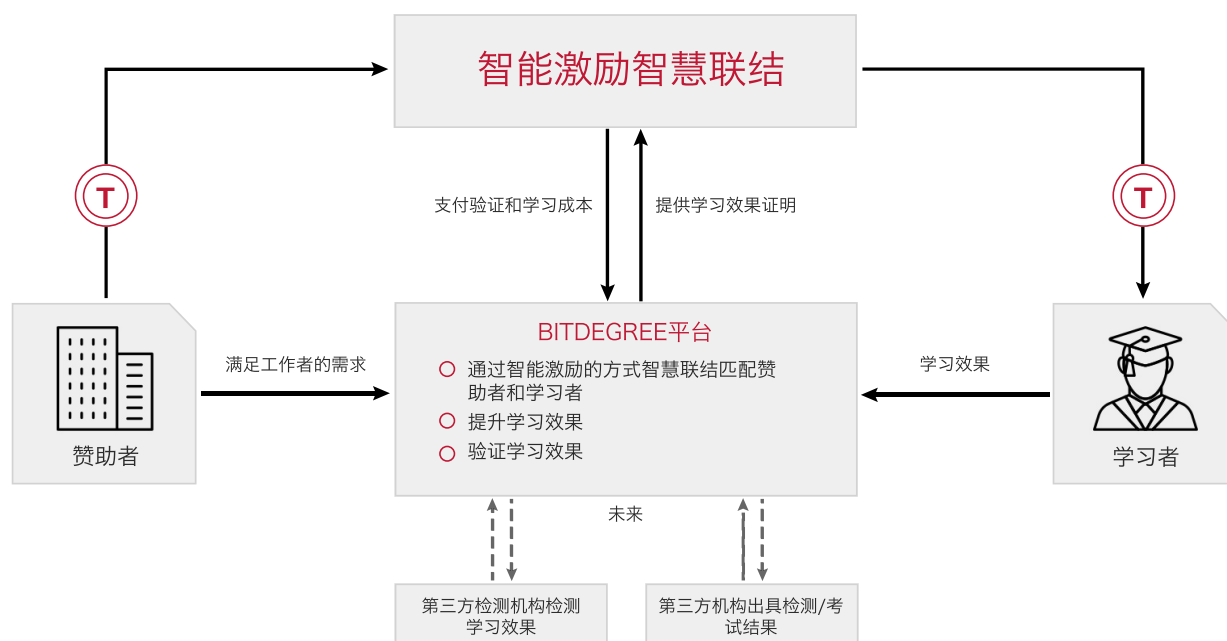 智能激励智慧联结
T
T
支付验证和学习成本
提供学习效果证明
BITDEGREE平台
通过智能激励的方式智慧联结匹配赞
助者和学习者
提升学习效果
验证学习效果
满足工作者的需求
学习效果
赞助者
学习者
未来
第三方检测机构检测
学习效果
第三方机构出具检测/考
试结果